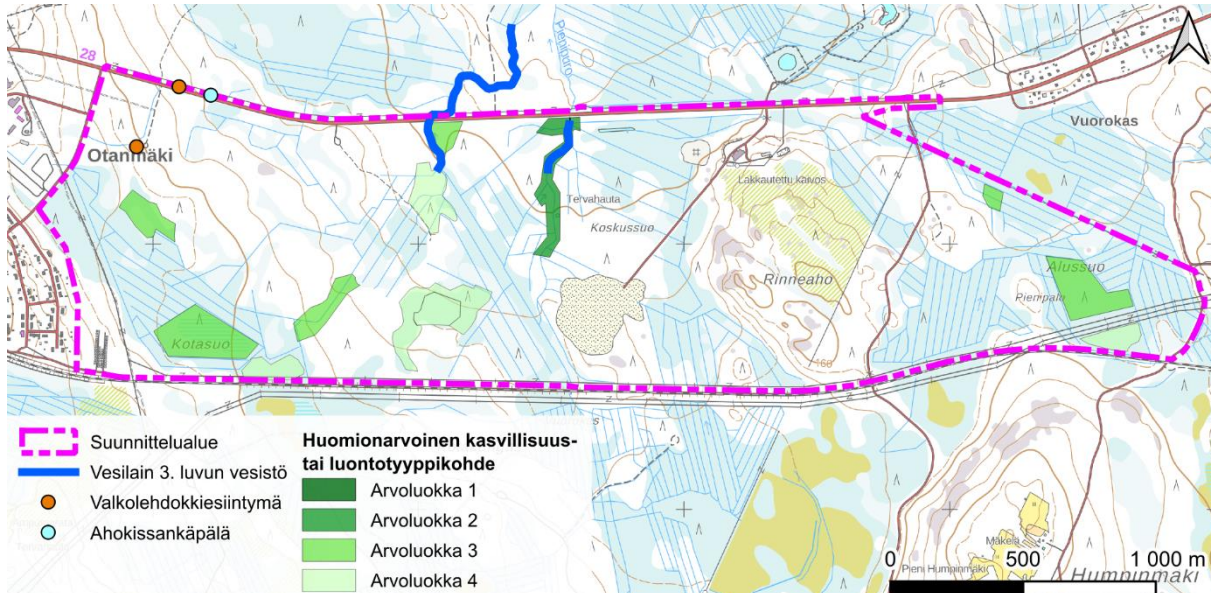 28
Pieniparo
Otanmäki
Vuorokas
Lakkautettu kaivos
Tervahauta
Koskussuo
Rinneaho
Alussuo
Pienpalo
Kotasuo
160
Suunnittelualue
Vesilain 3. luvun vesistö
Valkolehdokkiesiintymä
Ahokissankäpälä
Huomionarvoinen kasvillisuus-
tai luontotyyppikohde
Arvoluokka 1
Arvoluokka 2
Arvoluokka 3
Arvoluokka 4
Mäkelä
Pieni Humpinmäki
Humpinmäki
0 500 1 000 m